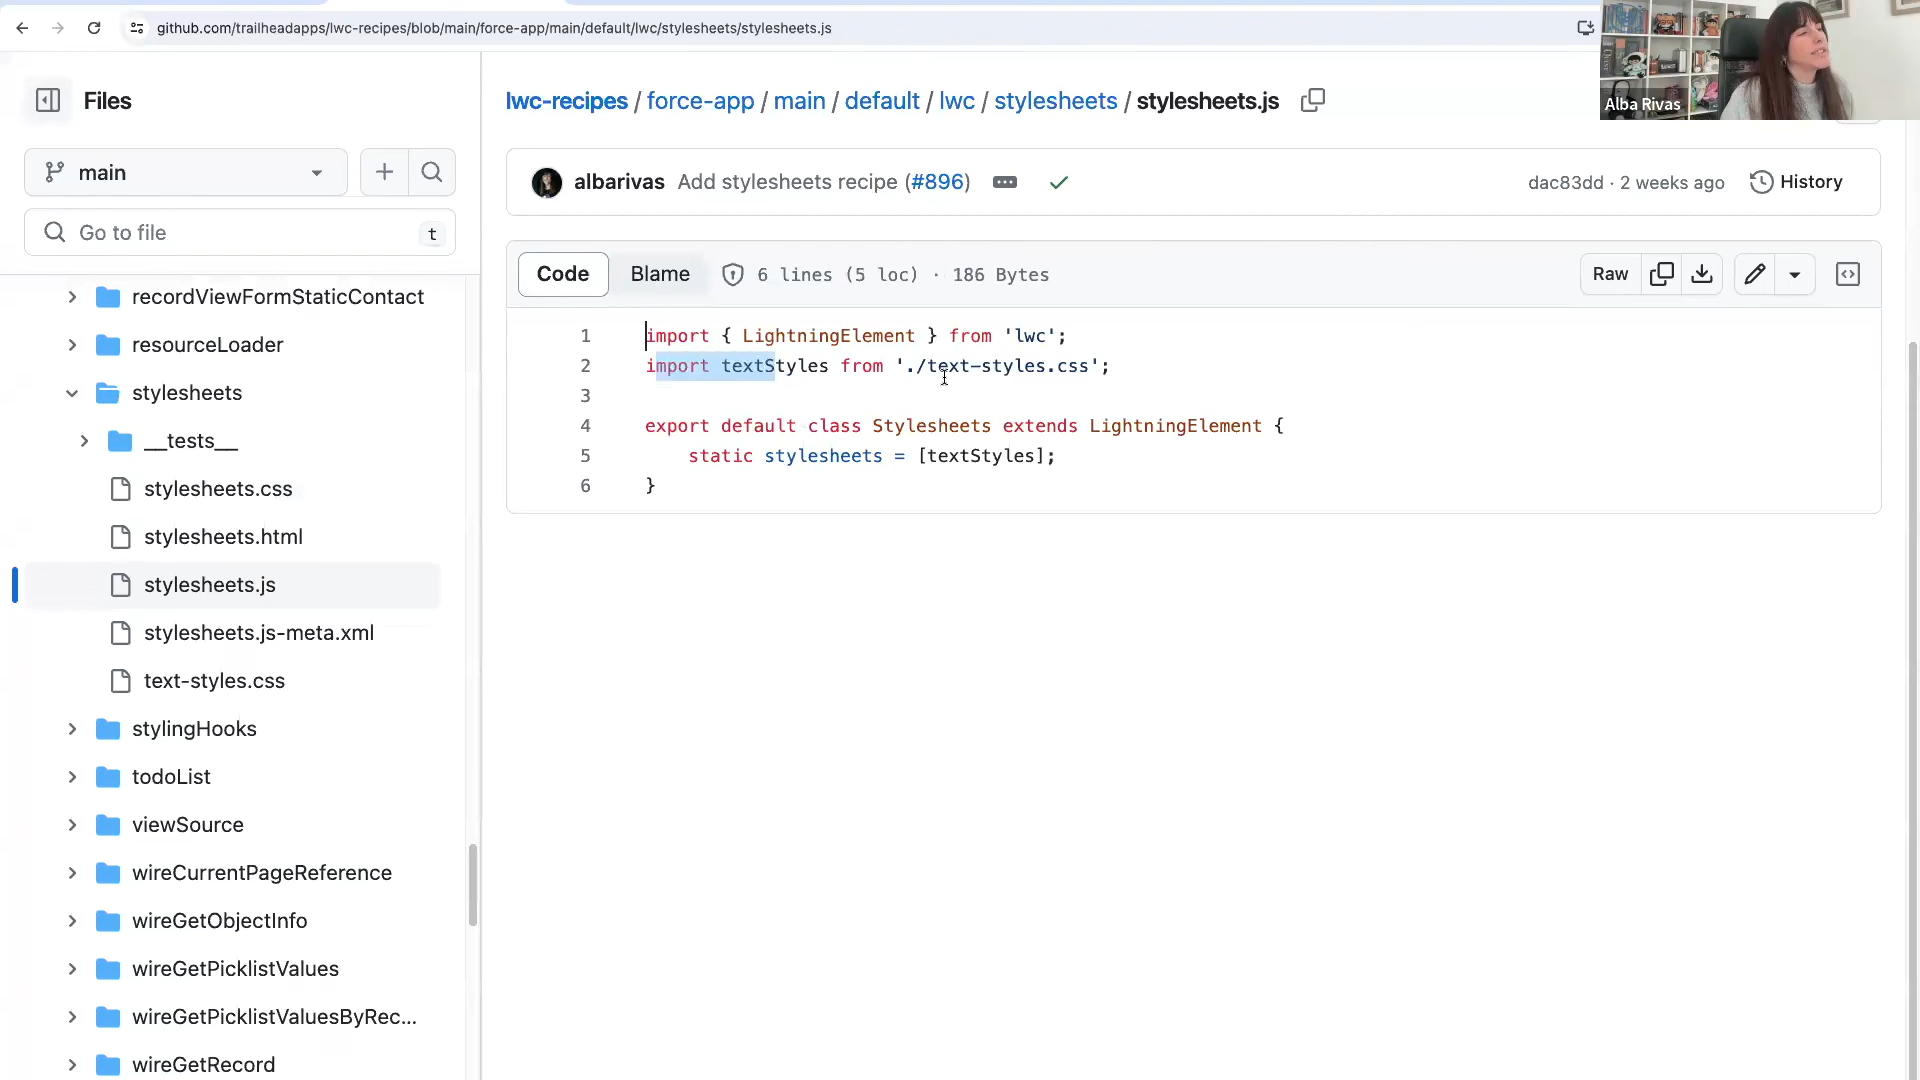 github.com/trailheadapps/lwc-recipes/blob/main/force-app/main/default/lwc/stylesheets/stylesheets.js
Alba Rivas
Files
main
Go to file
t
recordViewFormStaticContact
resourceLoader
stylesheets
__tests__
stylesheets.css
stylesheets.html
stylesheets.js
stylesheets.js-meta.xml
text-styles.css
stylingHooks
todoList
viewSource
wireCurrentPageReference
wireGetObjectInfo
wireGetPicklistValues
wireGetPicklistValuesByRec...
wireGetRecord
lwc-recipes / force-app / main / default / lwc / stylesheets / stylesheets.js
albarivas Add stylesheets recipe (#896)
dac83dd · 2 weeks ago History
Code Blame 6 lines (5 loc) · 186 Bytes Raw
1 import { LightningElement } from 'lwc';
2 import textStyles from './text-styles.css';
3
4 export default class Stylesheets extends LightningElement {
5 static stylesheets = [textStyles];
6 }